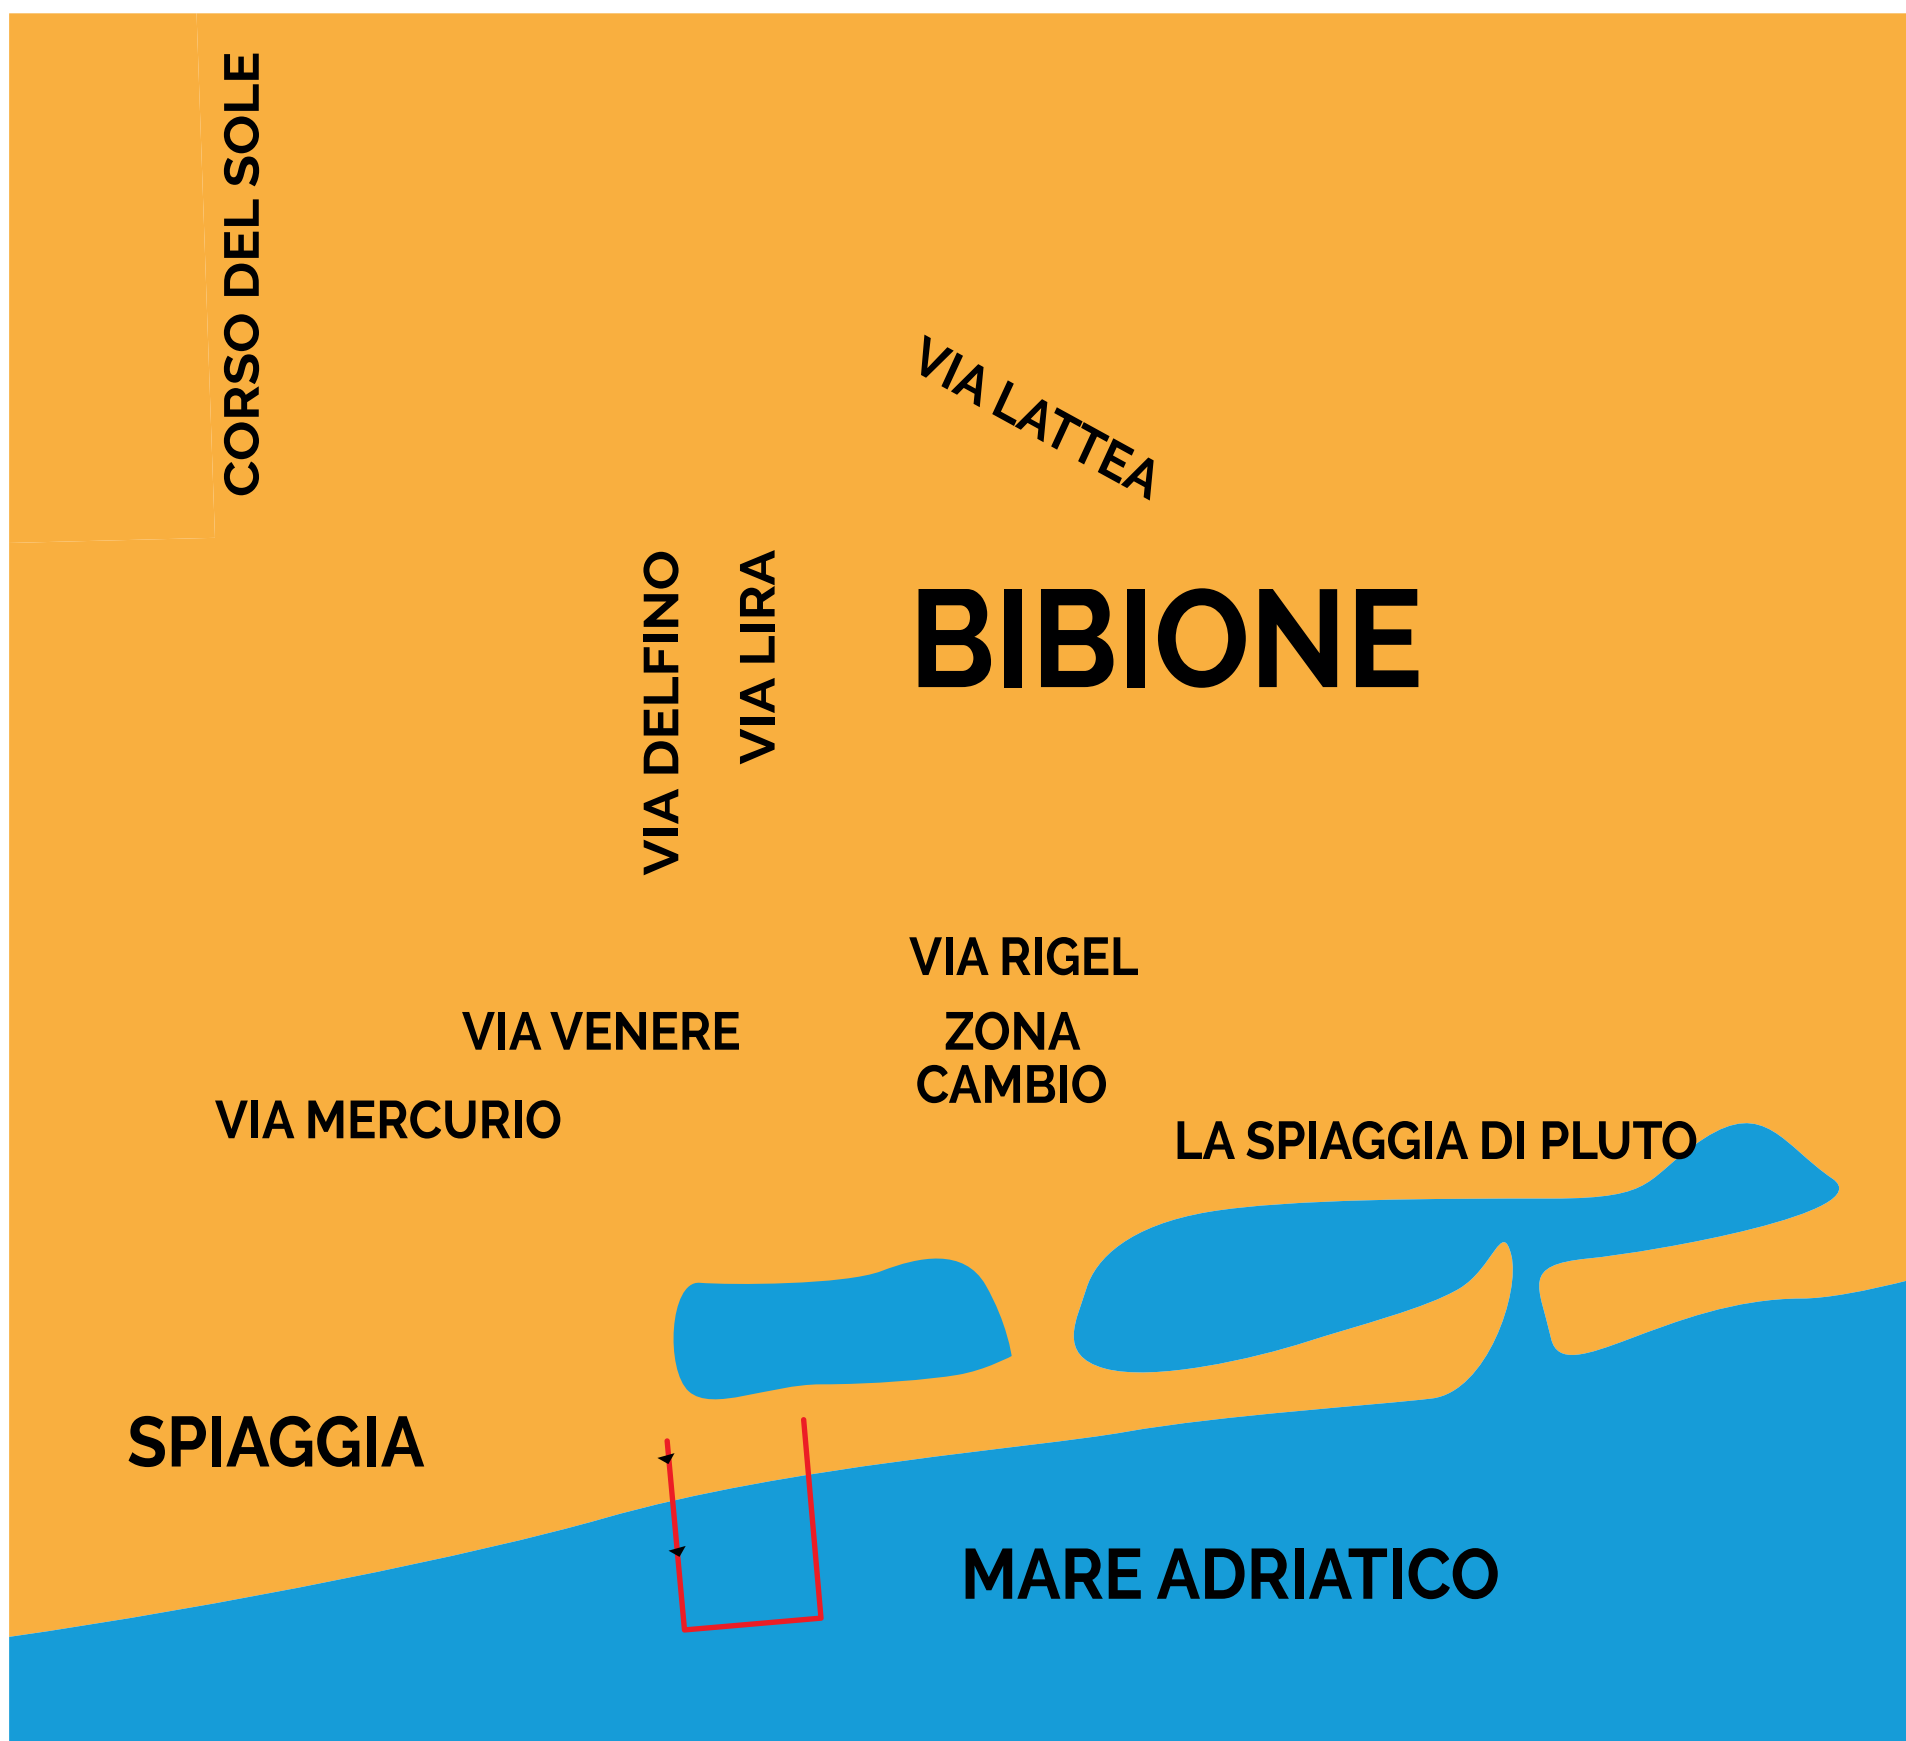 CORSO DEL SOLE
VIA LATTEA
VIA DELFINO
VIA LIRA
BIBIONE
VIA RIGEL
VIA VENERE
ZONA
CAMBIO
VIA MERCURIO
LA SPIAGGIA DI PLUTO
SPIAGGIA
MARE ADRIATICO